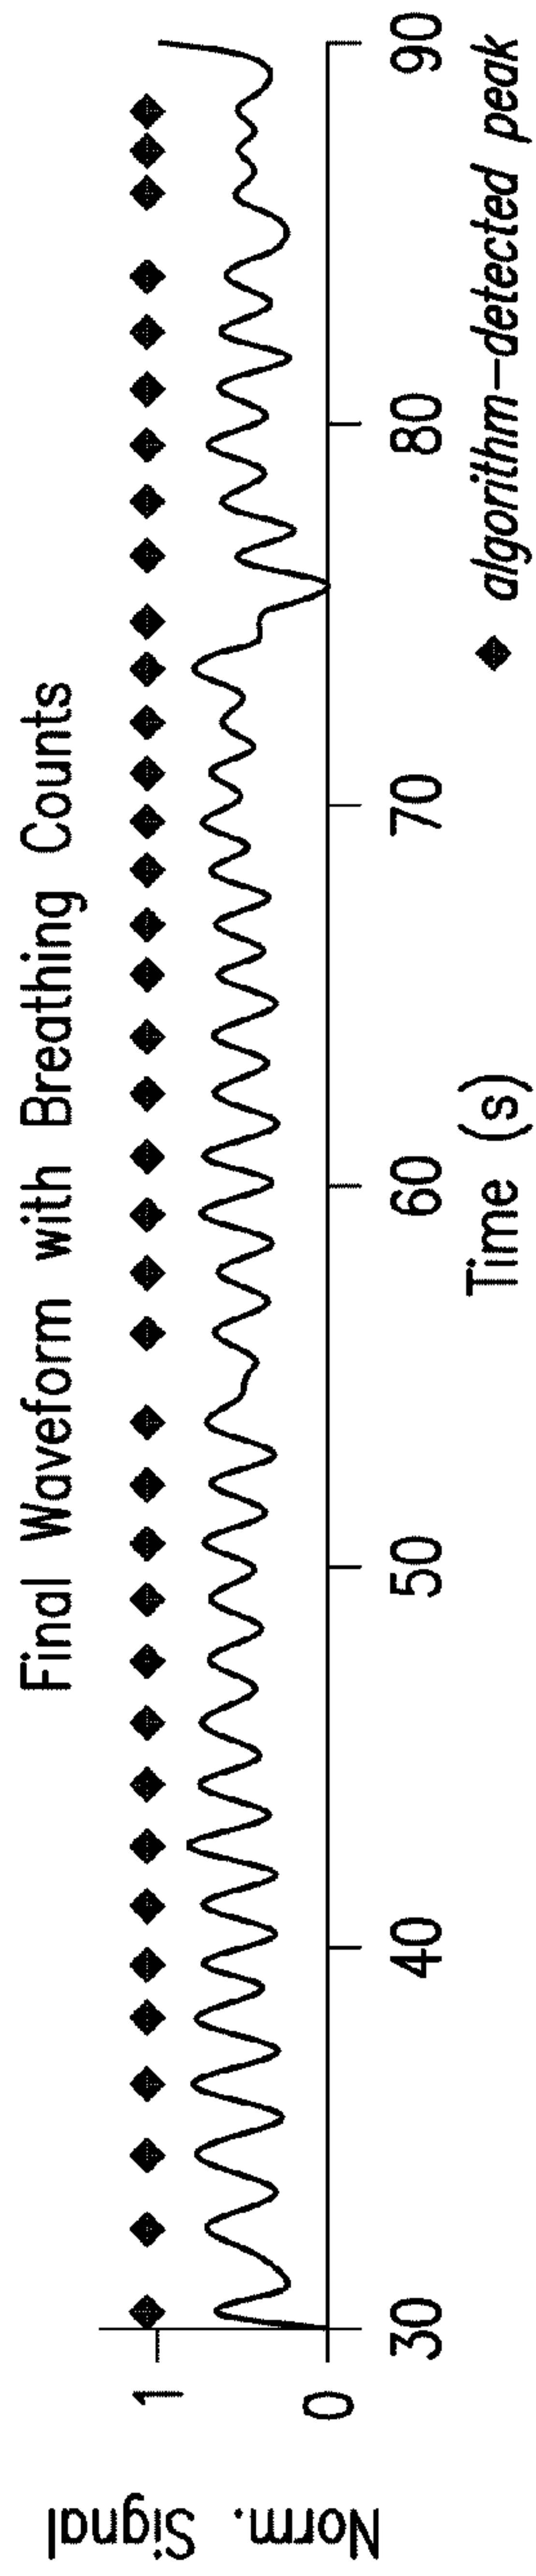 Final Waveform with Breathing Counts
Norm. Signal
1
0
30 40 50 60 70 80 90
Time (s)
◆ algorithm-detected peak